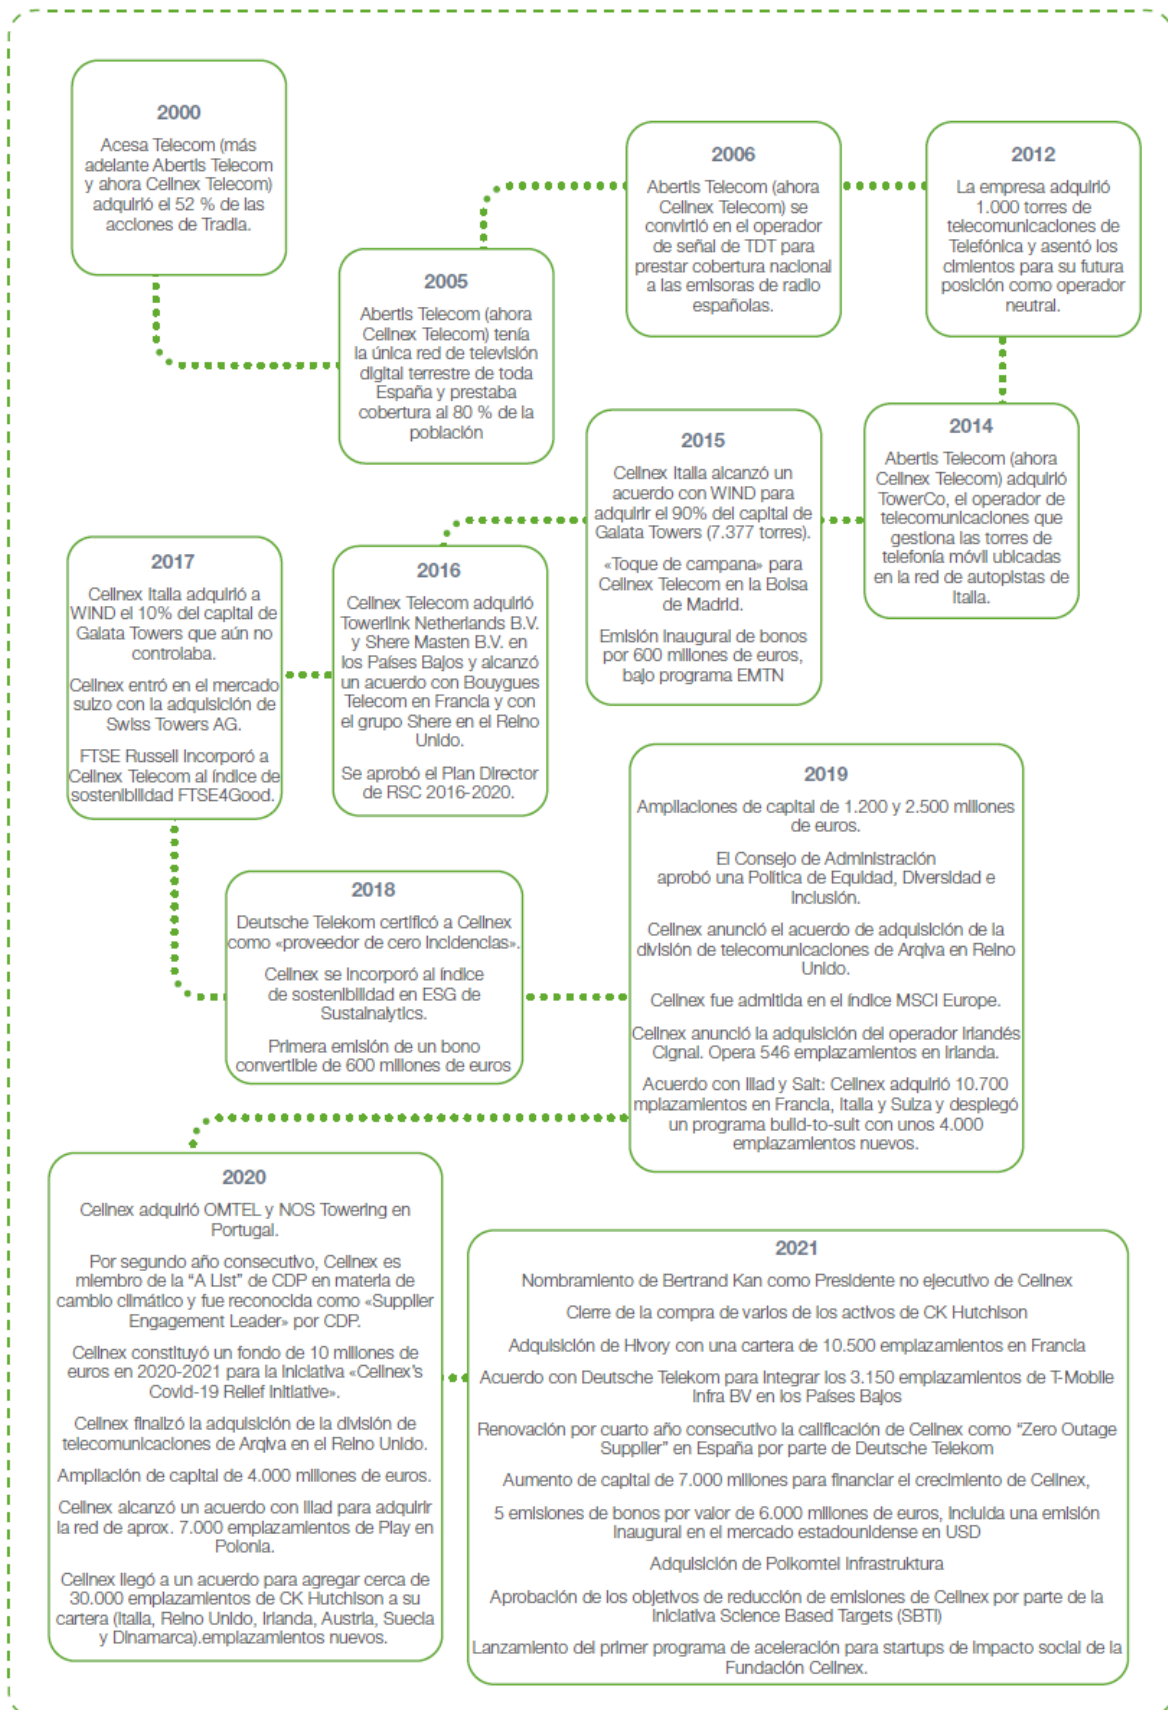 2000
Acesa Telecom (más
adelante Abertis Telecom
y ahora Cellnex Telecom)
adquirió el 52 % de las
acciones de Tradia.
2005
Abertis Telecom (ahora
Cellnex Telecom) tenía
la única red de televisión
digital terrestre de toda
España y prestaba
cobertura al 80 % de la
población
2006
Abertis Telecom (ahora
Cellnex Telecom) se
convirtió en el operador
de señal de TDT para
prestar cobertura nacional
a las emisoras de radio
españolas.
2012
La empresa adquirió
1.000 torres de
telecomunicaciones de
Telefónica y asentó los
cimientos para su futura
posición como operador
neutral.
2014
Abertis Telecom (ahora
Cellnex Telecom) adquirió
TowerCo, el operador de
telecomunicaciones que
gestiona las torres de
telefonía móvil ubicadas
en la red de autopistas de
Italia.
2015
Cellnex Italia alcanzó un
acuerdo con WIND para
adquirir el 90% del capital de
Galata Towers (7.377 torres).
«Toque de campana» para
Cellnex Telecom en la Bolsa
de Madrid.
Emisión inaugural de bonos
por 600 millones de euros,
bajo programa EMTN
2016
Cellnex Telecom adquirió
Towerlink Netherlands B.V.
y Shere Masten B.V. en
los Países Bajos y alcanzó
un acuerdo con Bouygues
Telecom en Francia y con
el grupo Shere en el Reino
Unido.
Se aprobó el Plan Director
de RSC 2016-2020.
2017
Cellnex Italia adquirió a
WIND el 10% del capital de
Galata Towers que aún no
controlaba.
Cellnex entró en el mercado
suizo con la adquisición de
Swiss Towers AG.
FTSE Russell incorporó a
Cellnex Telecom al índice de
sostenibilidad FTSE4Good.
2018
Deutsche Telekom certificó a Cellnex
como «proveedor de cero incidencias».
Cellnex se incorporó al índice
de sostenibilidad en ESG de
Sustainalytics.
Primera emisión de un bono
convertible de 600 millones de euros
2019
Ampliaciones de capital de 1.200 y 2.500 millones
de euros.
El Consejo de Administración
aprobó una Política de Equidad, Diversidad e
Inclusión.
Cellnex anunció el acuerdo de adquisición de la
división de telecomunicaciones de Arqiva en Reino
Unido.
Cellnex fue admitida en el índice MSCI Europe.
Cellnex anunció la adquisición del operador irlandés
Cignal. Opera 546 emplazamientos en Irlanda.
Acuerdo con Iliad y Salt: Cellnex adquirió 10.700
mplazamientos en Francia, Italia y Suiza y desplegó
un programa build-to-suit con unos 4.000
emplazamientos nuevos.
2020
Cellnex adquirió OMTEL y NOS Towering en
Portugal.
Por segundo año consecutivo, Cellnex es
miembro de la “A List” de CDP en materia de
cambio climático y fue reconocida como «Supplier
Engagement Leader» por CDP.
Cellnex constituyó un fondo de 10 millones de
euros en 2020-2021 para la iniciativa «Cellnex's
Covid-19 Relief Initiative».
Cellnex finalizó la adquisición de la división de
telecomunicaciones de Arqiva en el Reino Unido.
Ampliación de capital de 4.000 millones de euros.
Cellnex alcanzó un acuerdo con Iliad para adquirir
la red de aprox. 7.000 emplazamientos de Play en
Polonia.
Cellnex llegó a un acuerdo para agregar cerca de
30.000 emplazamientos de CK Hutchison a su
cartera (Italia, Reino Unido, Irlanda, Austria, Suecia
y Dinamarca).emplazamientos nuevos.
2021
Nombramiento de Bertrand Kan como Presidente no ejecutivo de Cellnex
Cierre de la compra de varios de los activos de CK Hutchison
Adquisición de Hivory con una cartera de 10.500 emplazamientos en Francia
Acuerdo con Deutsche Telekom para integrar los 3.150 emplazamientos de T-Mobile
Infra BV en los Países Bajos
Renovación por cuarto año consecutivo la calificación de Cellnex como “Zero Outage
Supplier” en España por parte de Deutsche Telekom
Aumento de capital de 7.000 millones para financiar el crecimiento de Cellnex,
5 emisiones de bonos por valor de 6.000 millones de euros, incluida una emisión
inaugural en el mercado estadounidense en USD
Adquisición de Polkomtel Infrastruktura
Aprobación de los objetivos de reducción de emisiones de Cellnex por parte de la
iniciativa Science Based Targets (SBTi)
Lanzamiento del primer programa de aceleración para startups de impacto social de la
Fundación Cellnex.